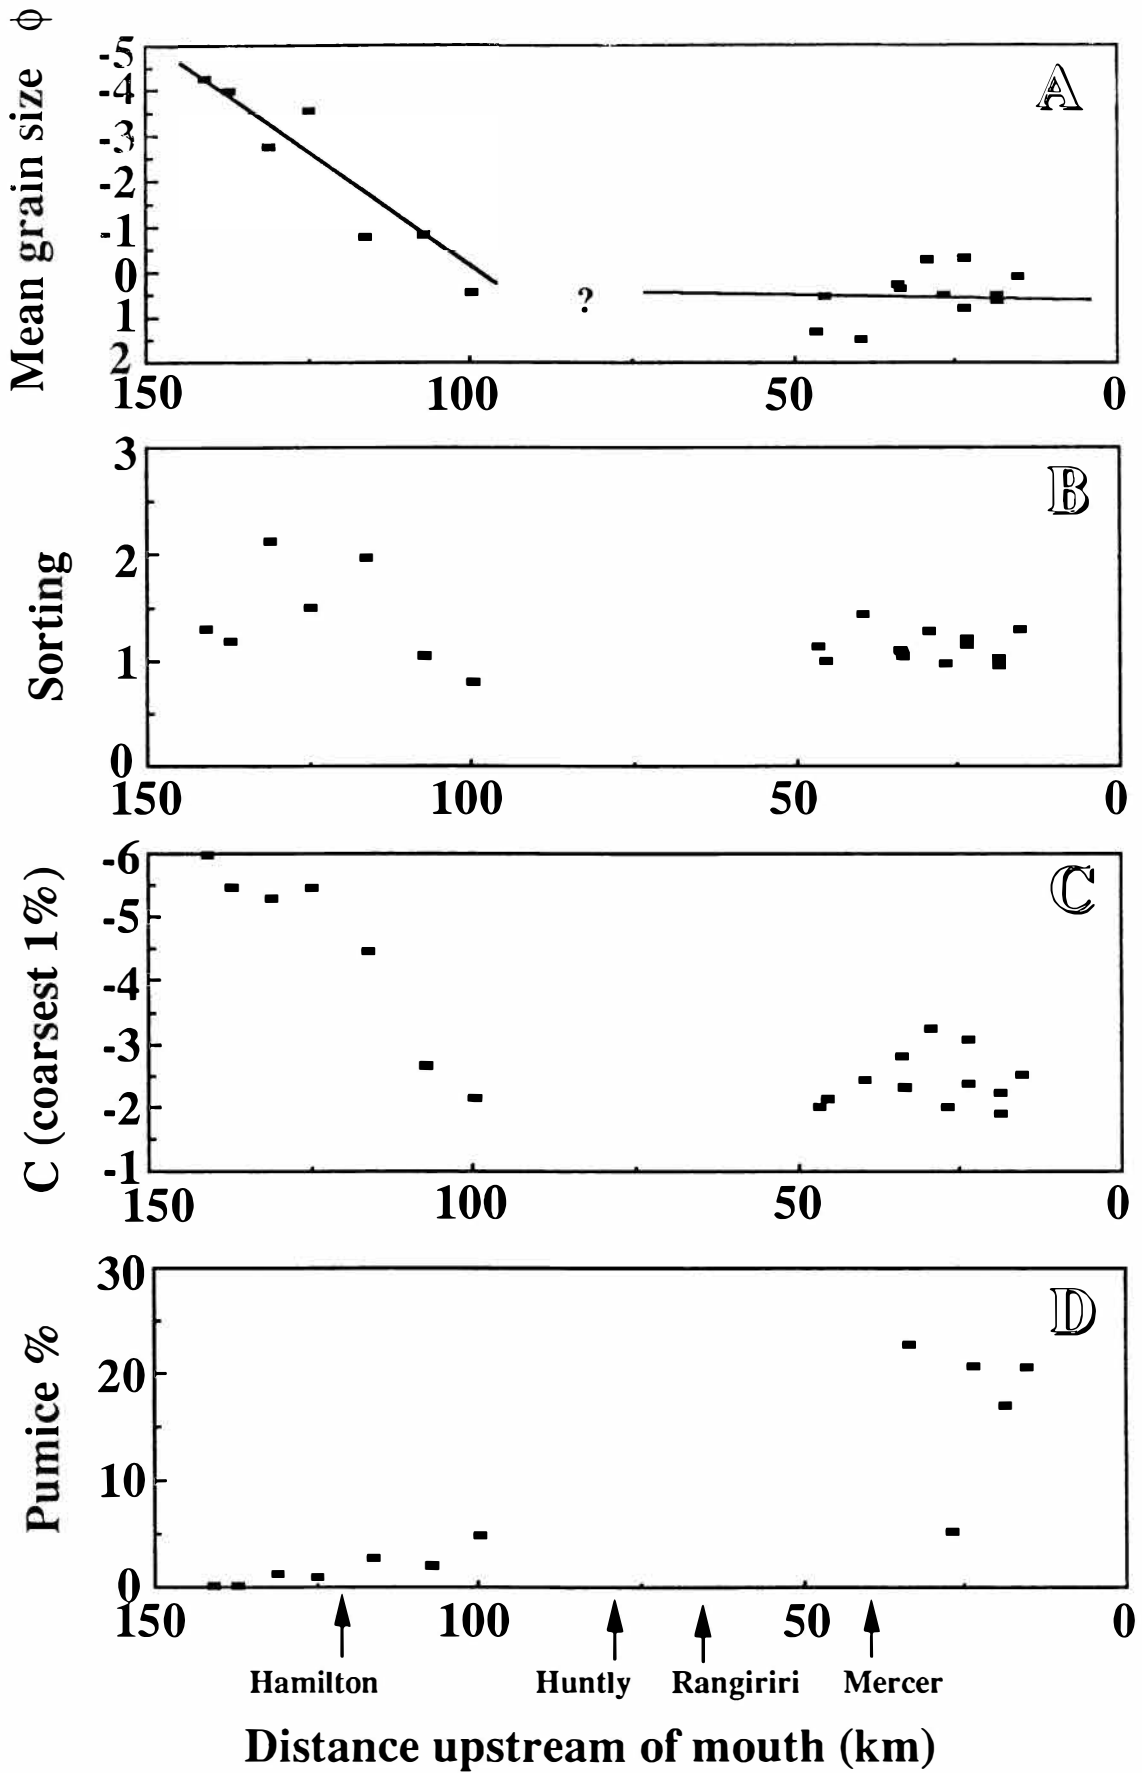 Mean grain size ϕ
-5
-4
-3
-2
-1
0
1
2
A
?
150 100 50 0
Sorting
3
2
1
0
B
150 100 50 0
C (coarsest 1%)
-6
-5
-4
-3
-2
-1
C
150 100 50 0
Pumice %
30
20
10
0
D
150 100 50 0
Hamilton Huntly Rangiriri Mercer
Distance upstream of mouth (km)